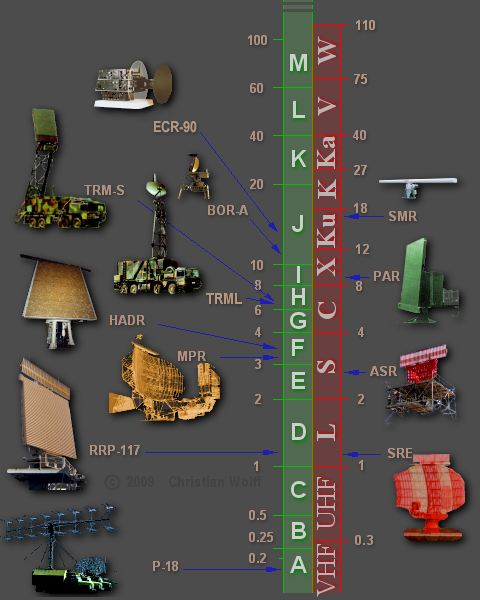 110
100
M
W
75
60
L
V
ECR-90
40
40
K
Ka
27
TRM-S
20
K
BOR-A
18
SMR
J
Ku
12
10
X
I
PAR
8
8
H
TRML
6
C
G
HADR
4
4
F
MPR
3
S
E
ASR
2
2
D
L
RRP-117
SRE
1
1
© 2009 Christian Wolff
C
UHF
0.5
B
0.25
0.3
0.2
P-18
A
VHF